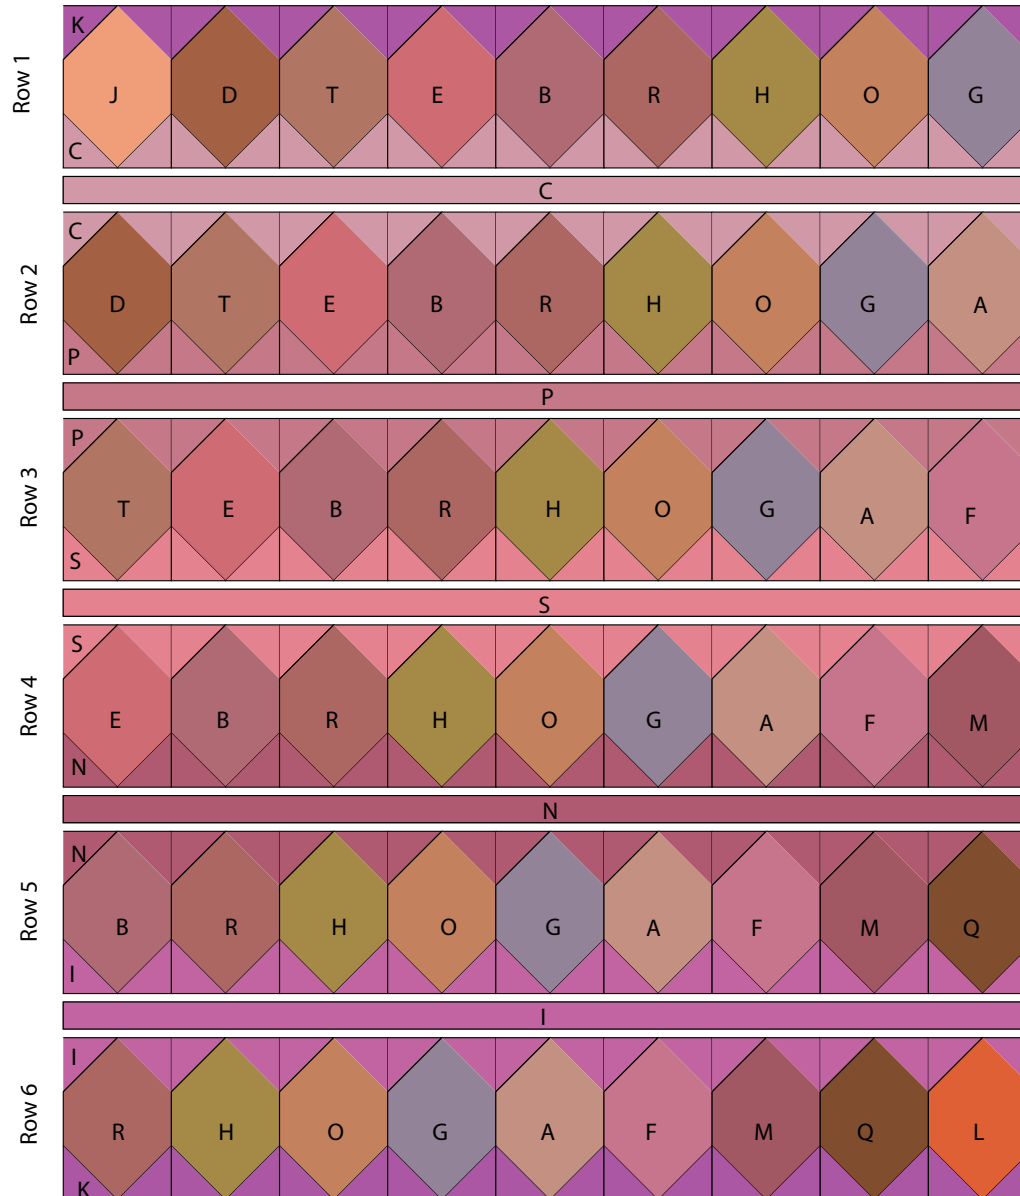 K
Row 1
J D T E B R H O G
C
C
C
Row 2
D T E B R H O G A
P
P
P
Row 3
T E B R H O G A F
S
S
S
Row 4
E B R H O G A F M
N
N
N
Row 5
B R H O G A F M Q
I
I
I
Row 6
R H O G A F M Q L
K